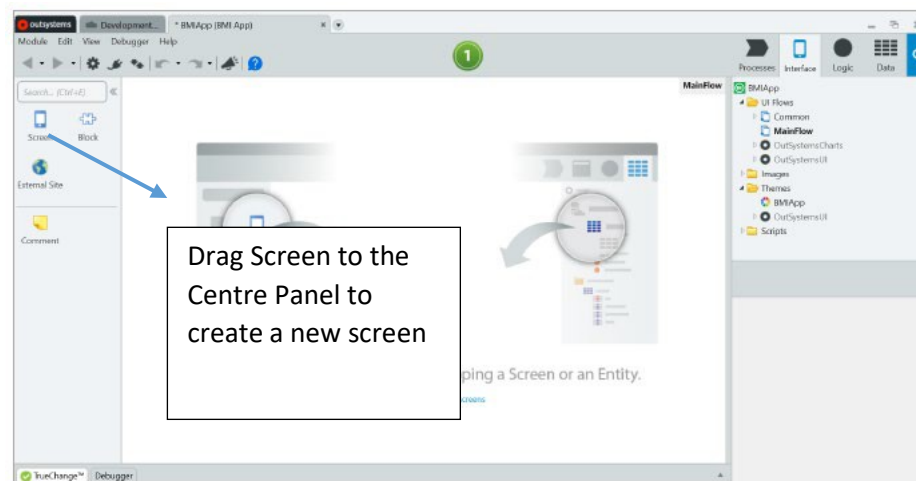 outsystems Development... * BMIApp (BMI App)
Module Edit View Debugger Help
1
Processes Interface Logic Data
Search... (Ctrl+E)
MainFlow
Screen Block
External Site
Comment
BMIApp
UI Flows
Common
MainFlow
OutSystemsCharts
OutSystemsUI
Images
Themes
BMIApp
OutSystemsUI
Scripts
Drag Screen to the
Centre Panel to
create a new screen
ping a Screen or an Entity.
screens
TrueChange™ Debugger